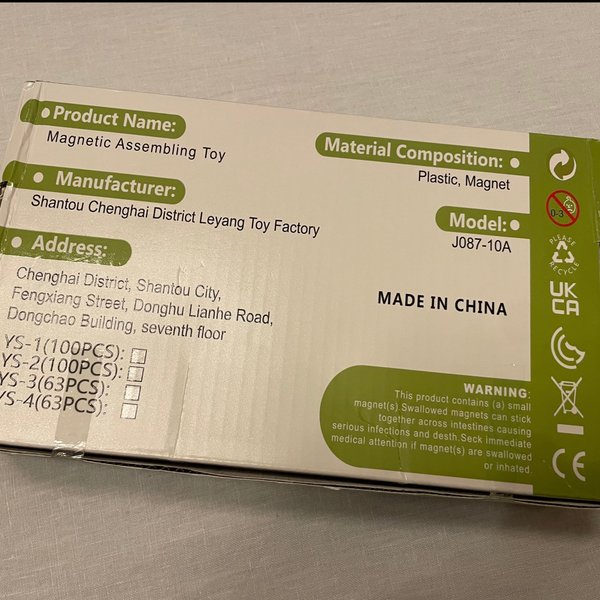 Product Name:
Magnetic Assembling Toy
Manufacturer:
Shantou Chenghai District Leyang Toy Factory
Address:
Chenghai District, Shantou City,
Fengxiang Street, Donghu Lianhe Road,
Dongchao Building, seventh floor
YS-1(100PCS):
YS-2(100PCS):
YS-3(63PCS):
YS-4(63PCS):
Material Composition:
Plastic, Magnet
Model:
J087-10A
MADE IN CHINA
WARNING:
This product contains (a) small
magnet(s).Swallowed magnets can stick
together across intestines causing
serious infections and death.Seck immediate
medical attention if magnet(s) are swallowed
or inhated.
0-3
PLEASE
RECYCLE
UK
CA
CE